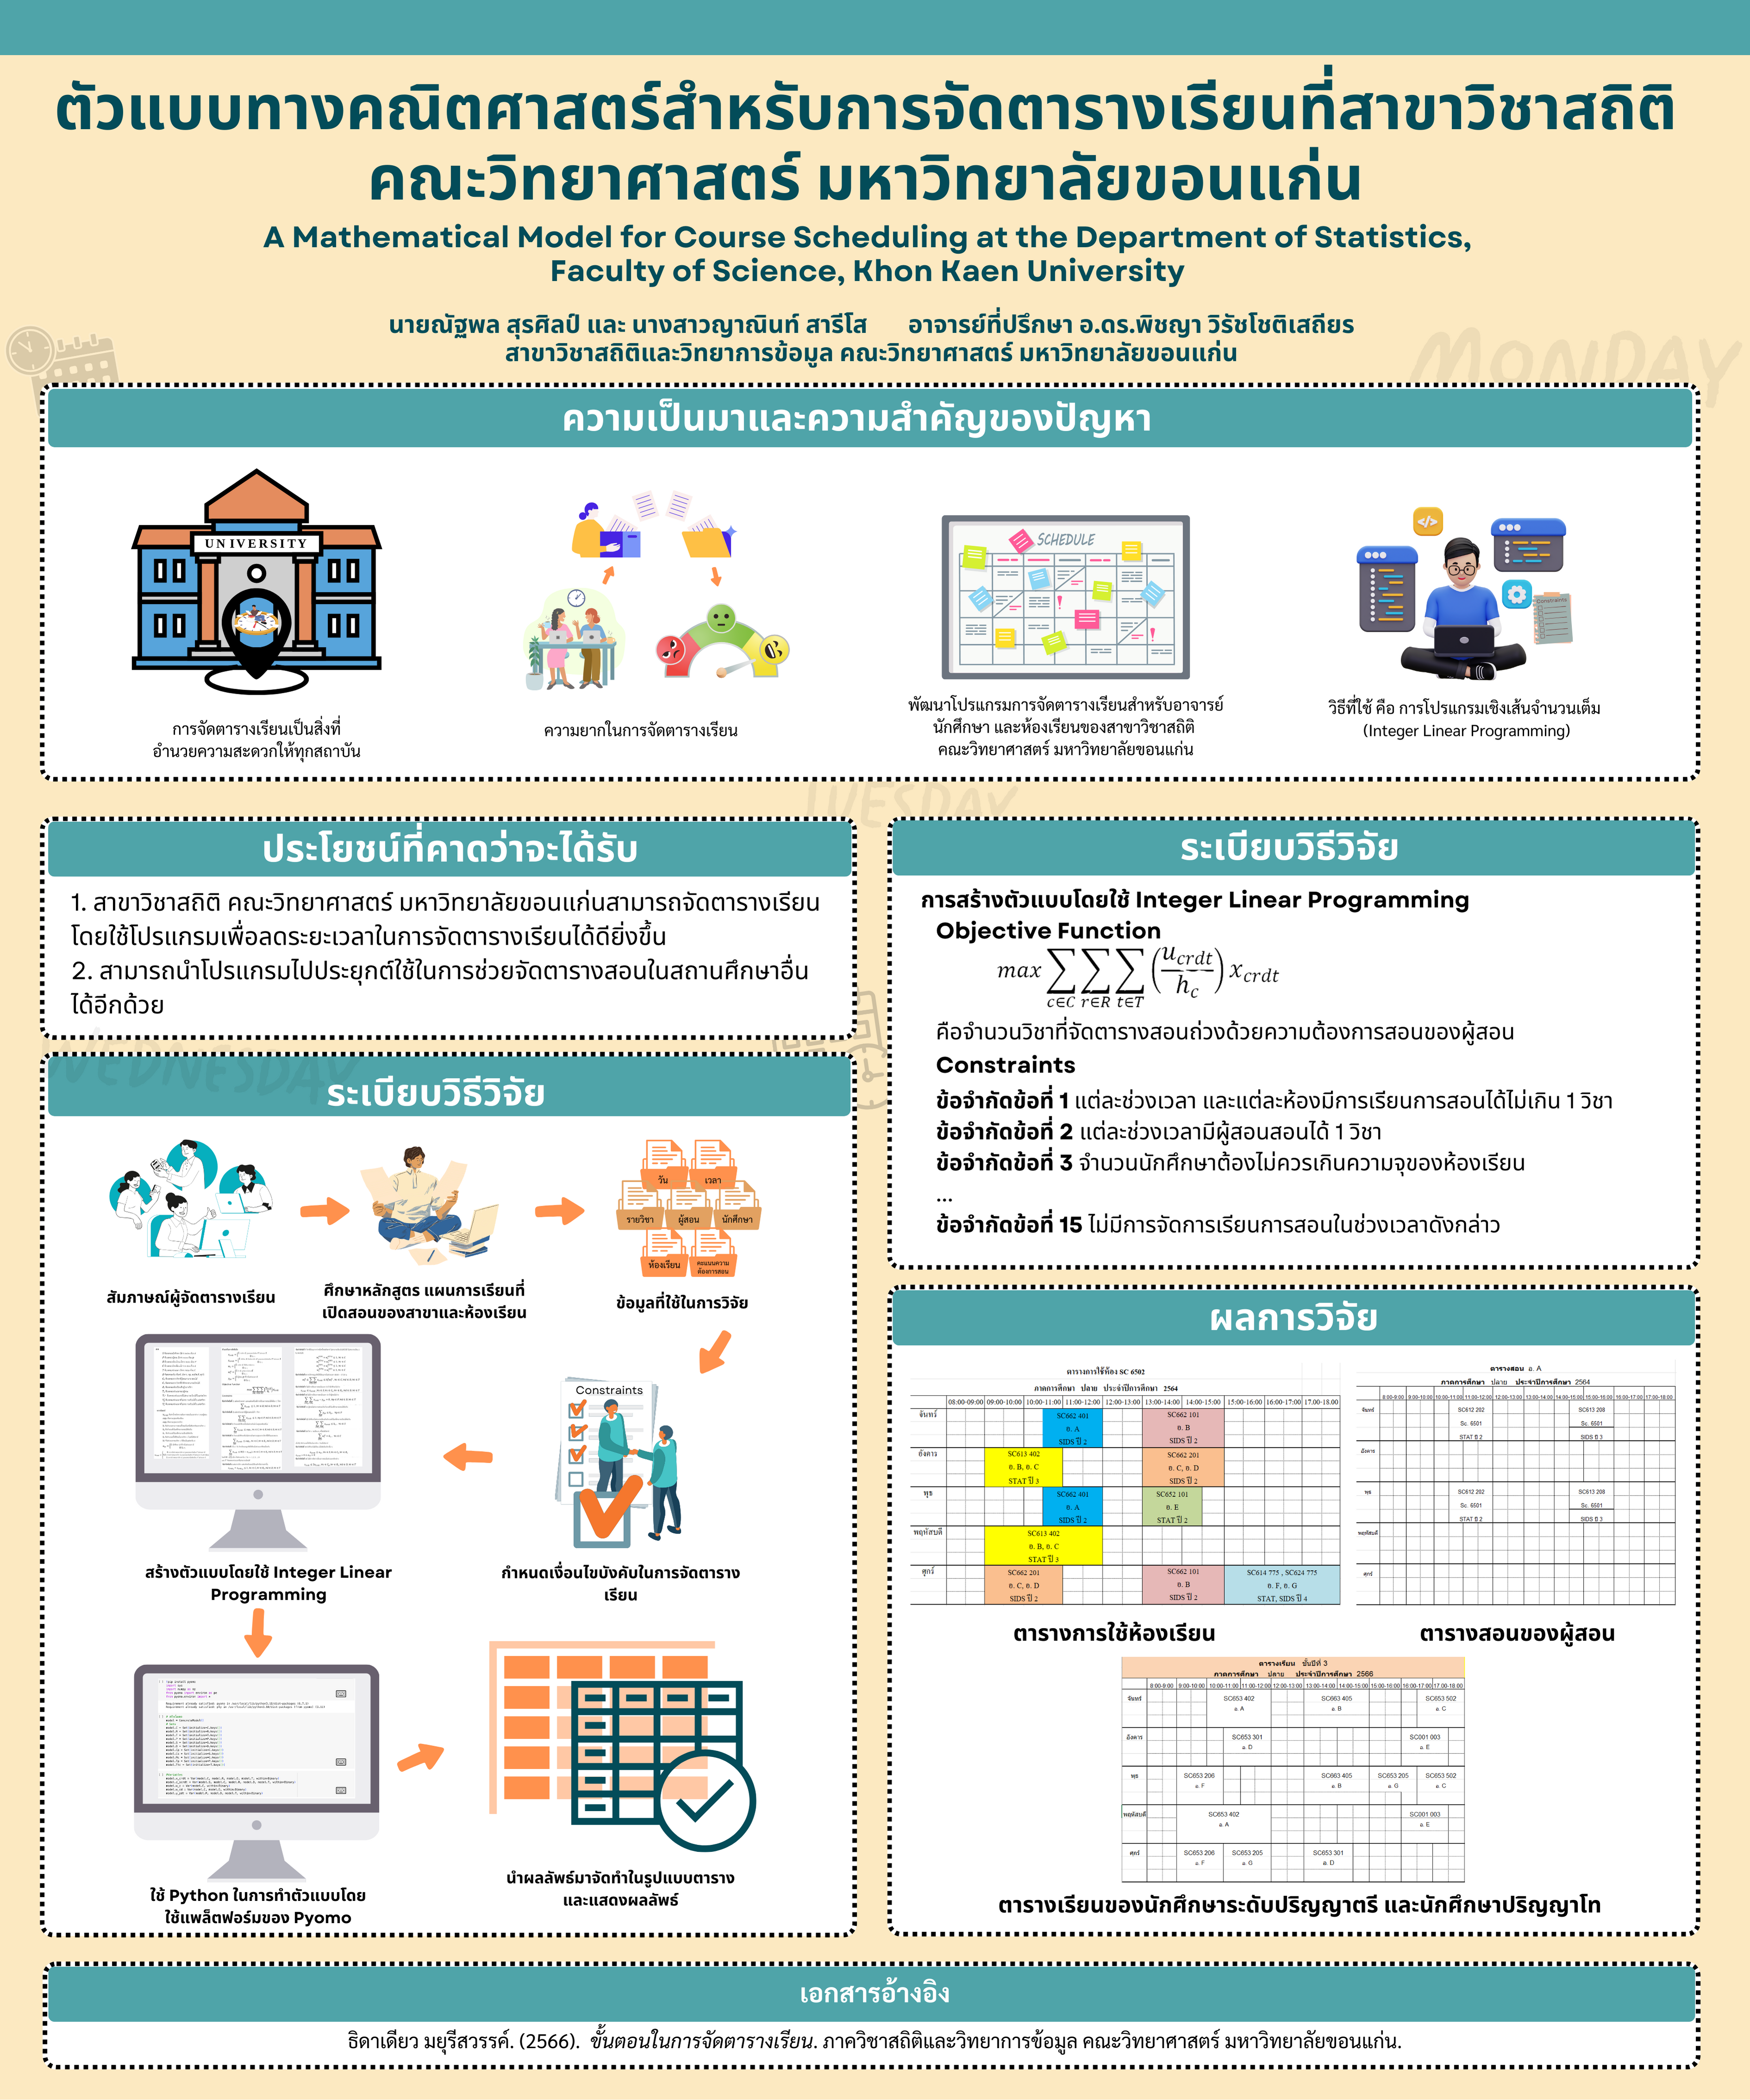 ตัวแบบทางคณิตศาสตร์สำหรับการจัดตารางเรียนที่สาขาวิชาสถิติ
คณะวิทยาศาสตร์ มหาวิทยาลัยขอนแก่น
A Mathematical Model for Course Scheduling at the Department of Statistics,
Faculty of Science, Khon Kaen University
นายณัฐพล สุรศิลป์ และ นางสาวญาณินท์ สารีโส อาจารย์ที่ปรึกษา อ.ดร.พิชญา วิรัชโชติเสถียร
สาขาวิชาสถิติและวิทยาการข้อมูล คณะวิทยาศาสตร์ มหาวิทยาลัยขอนแก่น
MONDAY
ความเป็นมาและความสำคัญของปัญหา
UNIVERSITY
SCHEDULE
Constraints
การจัดตารางเรียนเป็นสิ่งที่
อำนวยความสะดวกให้ทุกสถาบัน
ความยากในการจัดตารางเรียน
พัฒนาโปรแกรมการจัดตารางเรียนสำหรับอาจารย์
นักศึกษา และห้องเรียนของสาขาวิชาสถิติ
คณะวิทยาศาสตร์ มหาวิทยาลัยขอนแก่น
วิธีที่ใช้ คือ การโปรแกรมเชิงเส้นจำนวนเต็ม
(Integer Linear Programming)
ประโยชน์ที่คาดว่าจะได้รับ
1. สาขาวิชาสถิติ คณะวิทยาศาสตร์ มหาวิทยาลัยขอนแก่นสามารถจัดตารางเรียน
โดยใช้โปรแกรมเพื่อลดระยะเวลาในการจัดตารางเรียนได้ดียิ่งขึ้น
2. สามารถนำโปรแกรมไปประยุกต์ใช้ในการช่วยจัดตารางสอนในสถานศึกษาอื่น
ได้อีกด้วย
WEDNESDAY
ระเบียบวิธีวิจัย
วัน เวลา
รายวิชา ผู้สอน นักศึกษา
ห้องเรียน คะแนนความ
ต้องการสอน
สัมภาษณ์ผู้จัดตารางเรียน
ศึกษาหลักสูตร แผนการเรียนที่
เปิดสอนของสาขาและห้องเรียน
ข้อมูลที่ใช้ในการวิจัย
Constraints
สร้างตัวแบบโดยใช้ Integer Linear
Programming
กำหนดเงื่อนไขบังคับในการจัดตาราง
เรียน
ใช้ Python ในการทำตัวแบบโดย
ใช้แพล็ตฟอร์มของ Pyomo
นำผลลัพธ์มาจัดทำในรูปแบบตาราง
และแสดงผลลัพธ์
ระเบียบวิธีวิจัย
การสร้างตัวแบบโดยใช้ Integer Linear Programming
Objective Function
max ∑c∈C ∑r∈R ∑t∈T (u_crdt / h_c) x_crdt
คือจำนวนวิชาที่จัดตารางสอนถ่วงด้วยความต้องการสอนของผู้สอน
Constraints
ข้อจำกัดข้อที่ 1 แต่ละช่วงเวลา และแต่ละห้องมีการเรียนการสอนได้ไม่เกิน 1 วิชา
ข้อจำกัดข้อที่ 2 แต่ละช่วงเวลามีผู้สอนสอนได้ 1 วิชา
ข้อจำกัดข้อที่ 3 จำนวนนักศึกษาต้องไม่ควรเกินความจุของห้องเรียน
...
ข้อจำกัดข้อที่ 15 ไม่มีการจัดการเรียนการสอนในช่วงเวลาดังกล่าว
ผลการวิจัย
ตารางการใช้ห้อง SC 6502
ภาคการศึกษา ปลาย ประจำปีการศึกษา 2564
08:00-09:00 09:00-10:00 10:00-11:00 11:00-12:00 12:00-13:00 13:00-14:00 14:00-15:00 15:00-16:00 16:00-17:00 17.00-18.00
จันทร์ SC662 401 SC662 101
อ. A อ. B
SIDS ปี 2 SIDS ปี 2
อังคาร SC613 402 SC662 201
อ. B, อ. C อ. C, อ. D
STAT ปี 3 SIDS ปี 2
พุธ SC662 401 SC652 101
อ. A อ. E
SIDS ปี 2 STAT ปี 2
พฤหัสบดี SC613 402
อ. B, อ. C
STAT ปี 3
ศุกร์ SC662 201 SC662 101 SC614 775 , SC624 775
อ. C, อ. D อ. B อ. F, อ. G
SIDS ปี 2 SIDS ปี 2 STAT, SIDS ปี 4
ตารางการใช้ห้องเรียน
ตารางสอน อ. A
ภาคการศึกษา ปลาย ประจำปีการศึกษา 2564
8:00-9:00 9:00-10:00 10:00-11:00 11:00-12:00 12:00-13:00 13:00-14:00 14:00-15:00 15:00-16:00 16:00-17:00 17:00-18:00
จันทร์ SC612 202 SC613 208
Sc. 6501 Sc. 6501
STAT ปี 2 SIDS ปี 3
อังคาร
พุธ SC612 202 SC613 208
Sc. 6501 Sc. 6501
STAT ปี 2 SIDS ปี 3
พฤหัสบดี
ศุกร์
ตารางสอนของผู้สอน
ตารางเรียน ชั้นปีที่ 3
ภาคการศึกษา ปลาย ประจำปีการศึกษา 2566
8:00-9:00 9:00-10:00 10:00-11:00 11:00-12:00 12:00-13:00 13:00-14:00 14:00-15:00 15:00-16:00 16:00-17:00 17.00-18.00
จันทร์ SC653 402 SC663 405 SC653 502
อ. A อ. B อ. C
อังคาร SC653 301 SC001 003
อ. D อ. E
พุธ SC653 206 SC663 405 SC653 205 SC653 502
อ. F อ. B อ. G อ. C
พฤหัสบดี SC653 402 SC001 003
อ. A อ. E
ศุกร์ SC653 206 SC653 205 SC653 301
อ. F อ. G อ. D
ตารางเรียนของนักศึกษาระดับปริญญาตรี และนักศึกษาปริญญาโท
เอกสารอ้างอิง
ธิดาเดียว มยุรีสวรรค์. (2566). ขั้นตอนในการจัดตารางเรียน. ภาควิชาสถิติและวิทยาการข้อมูล คณะวิทยาศาสตร์ มหาวิทยาลัยขอนแก่น.